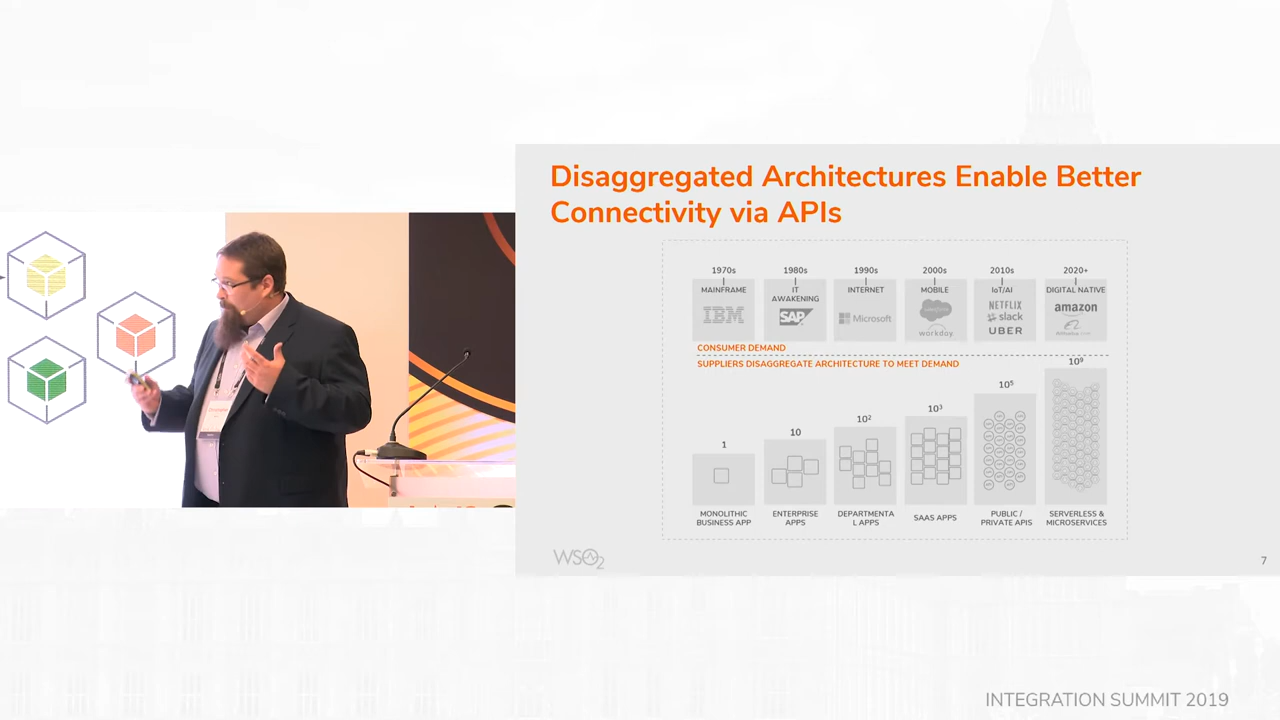 Disaggregated Architectures Enable Better
Connectivity via APIs
1970s
1980s
1990s
2000s
2010s
2020+
MAINFRAME
IT
AWAKENING
INTERNET
MOBILE
IoT/AI
DIGITAL NATIVE
IBM
SAP
Microsoft
salesforce
workday
NETFLIX
slack
UBER
amazon
CONSUMER DEMAND
SUPPLIERS DISAGGREGATE ARCHITECTURE TO MEET DEMAND
1
10
10²
10³
10⁵
10⁹
MONOLITHIC
BUSINESS APP
ENTERPRISE
APPS
DEPARTMENTA
L APPS
SAAS APPS
PUBLIC /
PRIVATE APIS
SERVERLESS &
MICROSERVICES
WSO2
7
INTEGRATION SUMMIT 2019